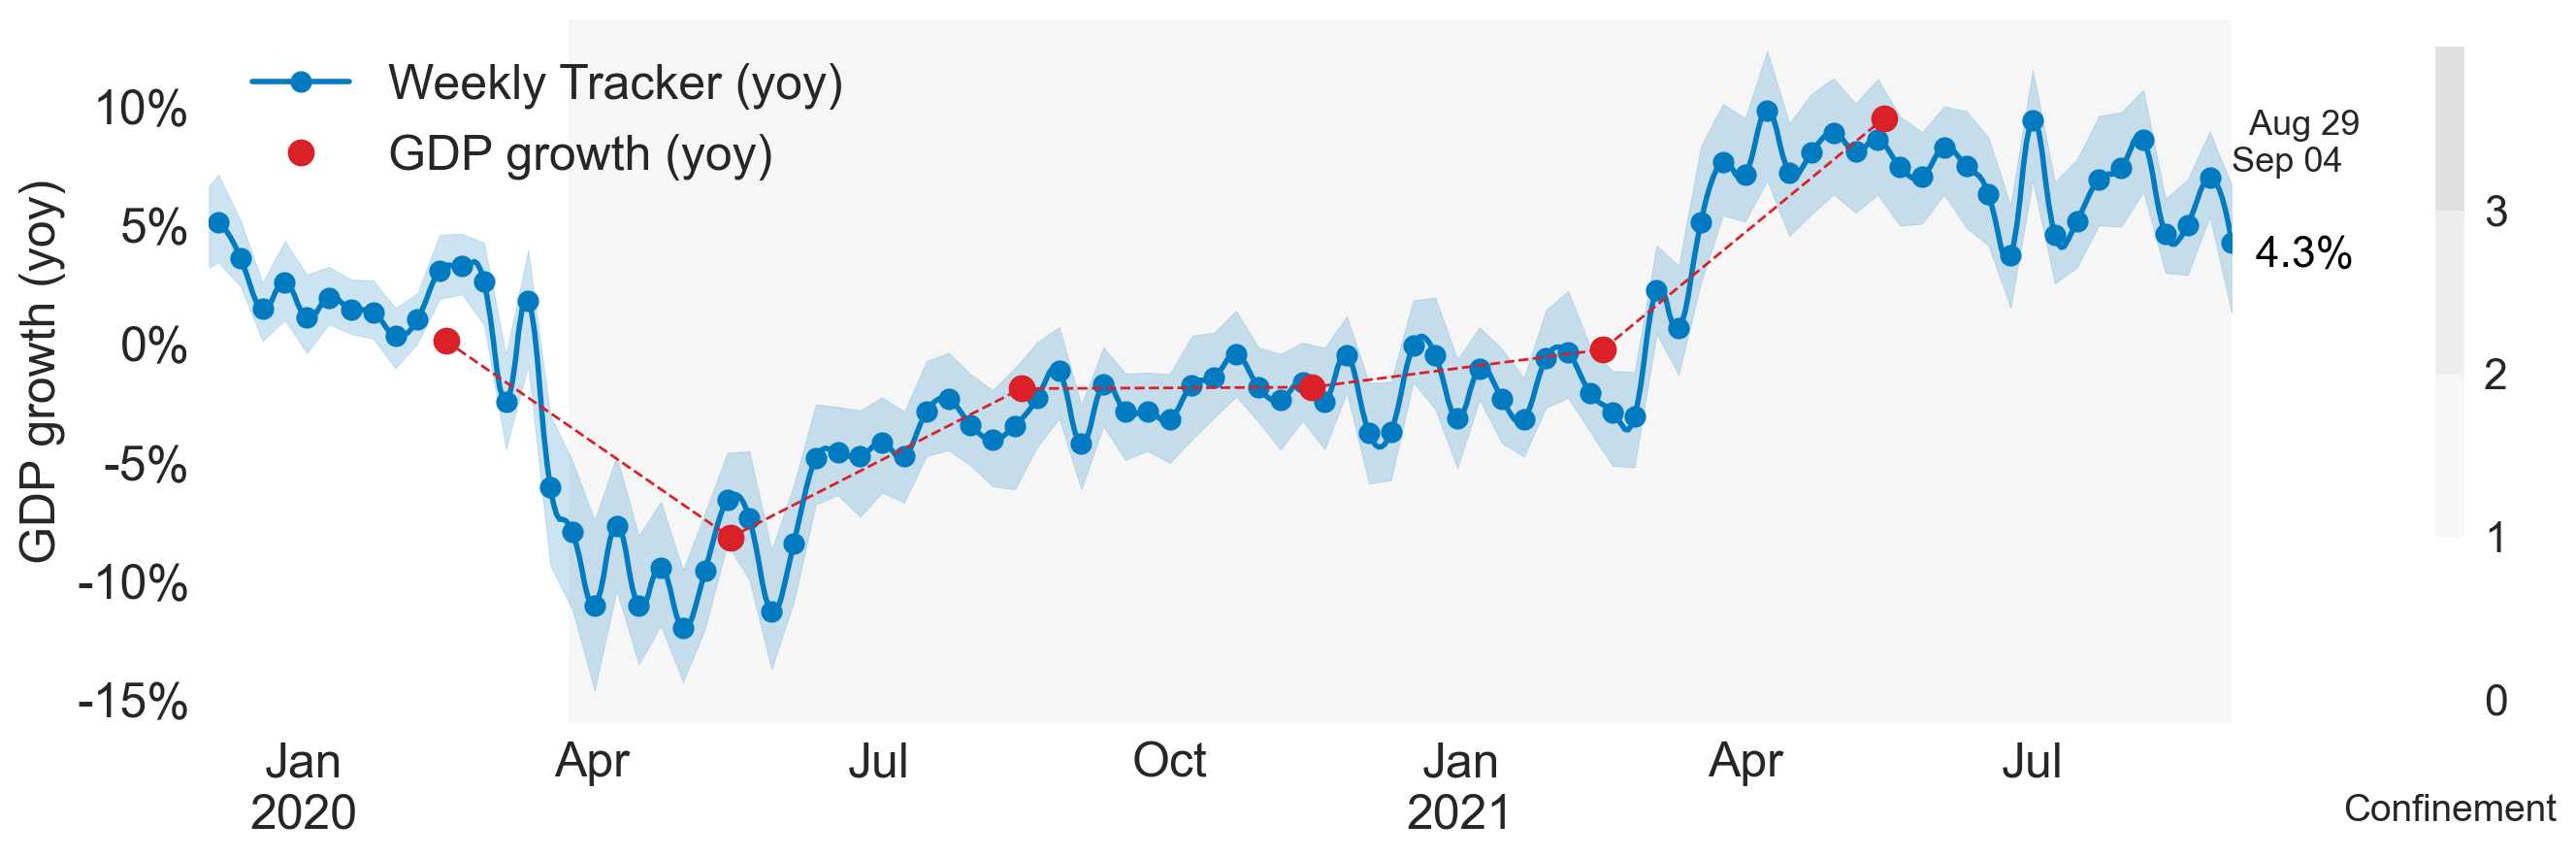 Weekly Tracker (yoy)
GDP growth (yoy)
GDP growth (yoy)
10%
5%
0%
-5%
-10%
-15%
Jan
2020
Apr
Jul
Oct
Jan
2021
Apr
Jul
Aug 29
Sep 04
4.3%
3
2
1
0
Confinement